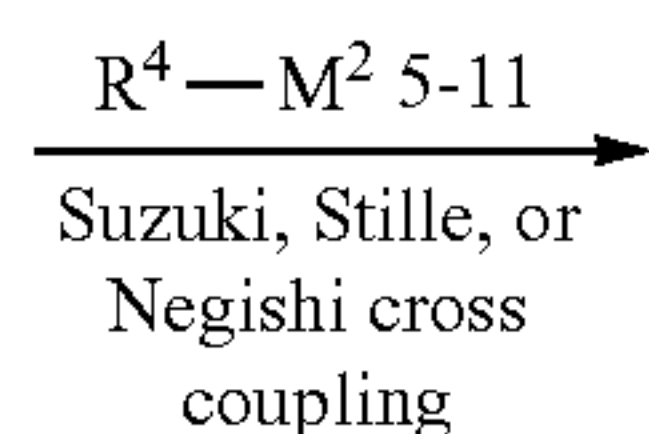 R⁴—M² 5-11
Suzuki, Stille, or
Negishi cross
coupling